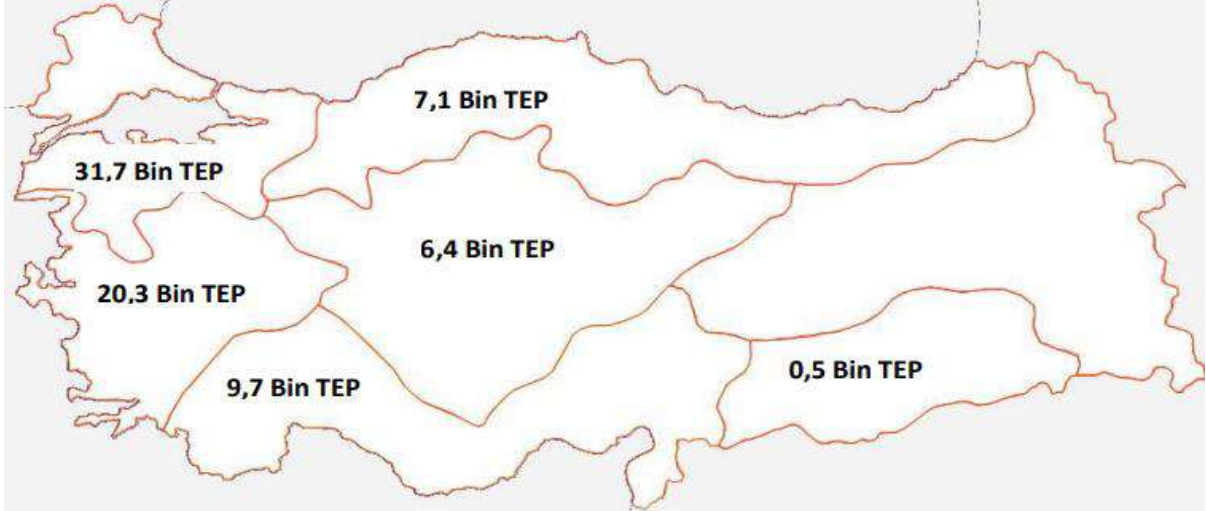 7,1 Bin TEP
31,7 Bin TEP
6,4 Bin TEP
20,3 Bin TEP
9,7 Bin TEP
0,5 Bin TEP